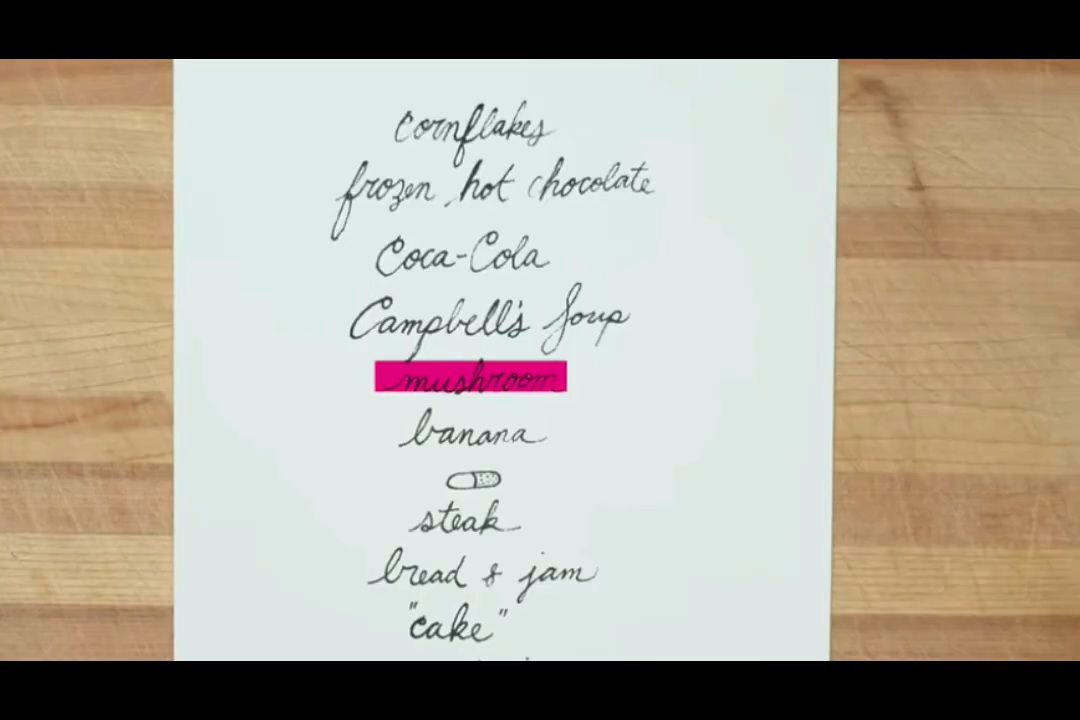 cornflakes
frozen hot chocolate
Coca-Cola
Campbell's Soup
mushroom
banana
steak
bread & jam
"cake"